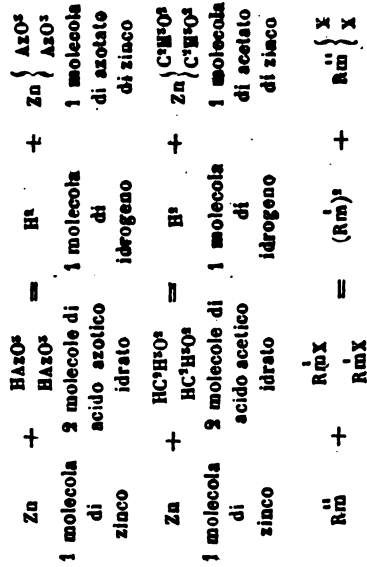 Zn + HAzO³ HAzO³ = H² + Zn { AzO³ AzO³
1 molecola di zinco 2 molecole di acido azotico idrato 1 molecola di idrogeno 1 molecola di azotato di zinco
Zn + HC²H³O² HC²H³O² = H² + Zn { C²H³O² C²H³O²
1 molecola di zinco 2 molecole di acido acetico idrato 1 molecola di idrogeno 1 molecola di acetato di zinco
Rm̈ + Rṁ X Rṁ X = (Rṁ)² + Rm̈ { X X